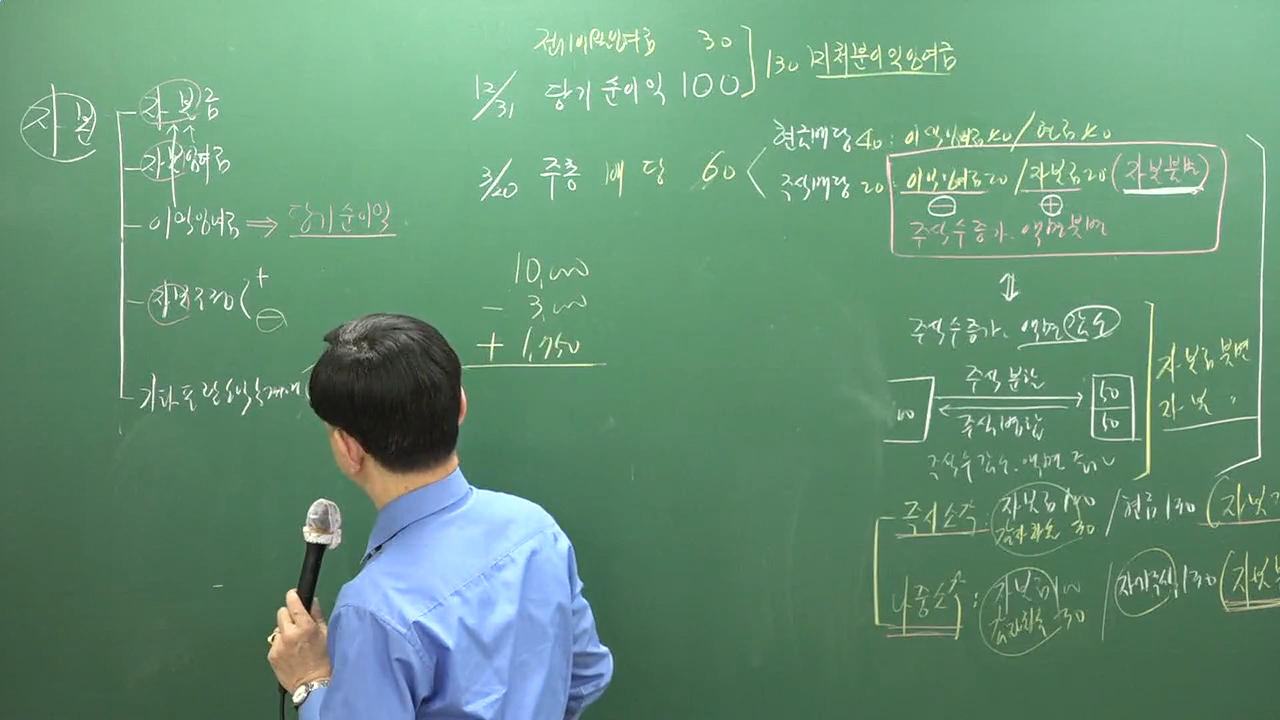 자본
자본금
자본잉여금
이익잉여금 ⇒ 당기순이익
자본조정 ( +
⊖
기타포괄손익누계액 (
전기이월이익잉여금 30
12/31 당기순이익 100
130 미처분이익잉여금
3/20 주총 배당 60
현금배당 40 : 이익잉여금 40 / 현금 40
주식배당 20 : 이익잉여금 20 / 자본금 20 (자본불변)
⊖ ⊕
주식수증가. 액면불변
10,000
- 3,000
+ 1,750
주식수증가. 액면감소
주식분할
00
50
50
주식병합
주식수감소. 액면증가
자본금불변
자본 〃
주식소각 자본금 100 / 현금 130 (자본
감자차손 30
나중소각 : 자본금 100 / 자기주식 130 (자본
감자차손 30